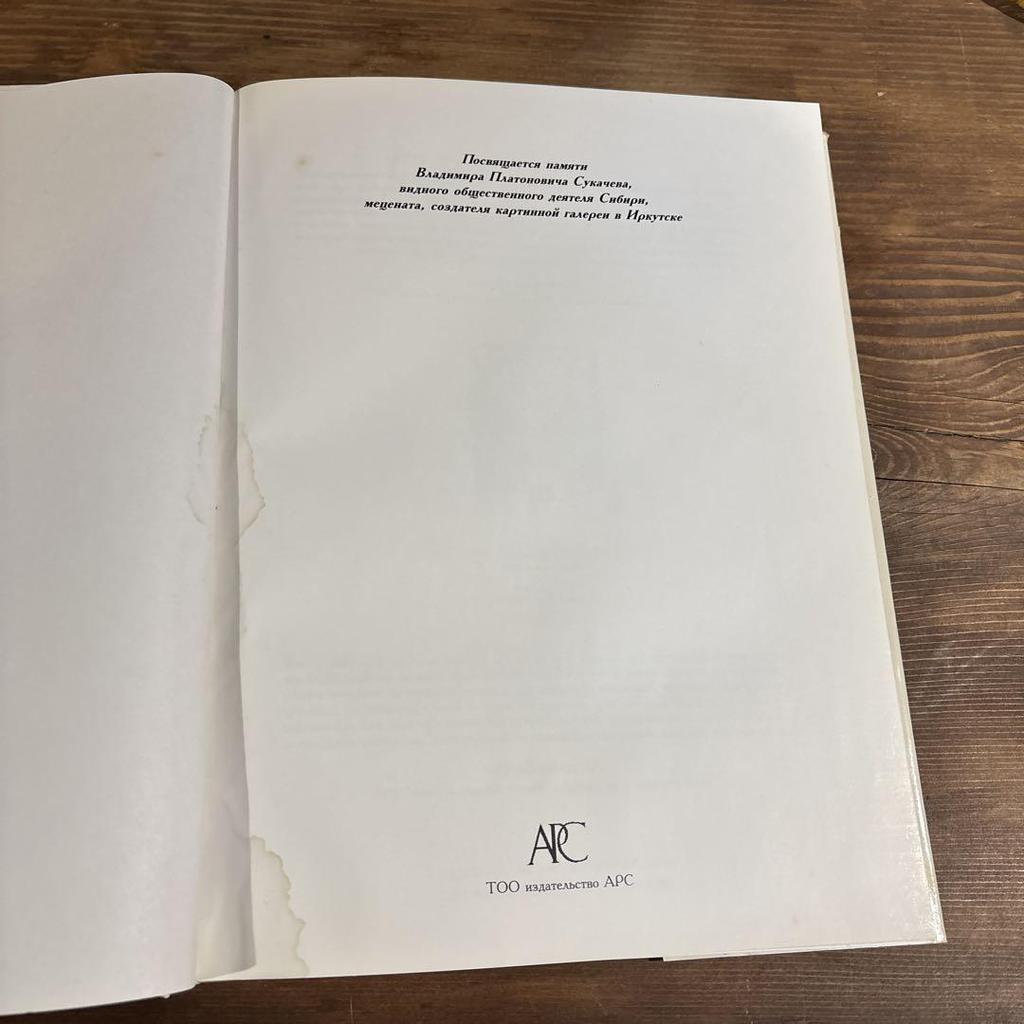 Посвящается памяти
Владимира Платоновича Сукачева,
видного общественного деятеля Сибири,
мецената, создателя картинной галереи в Иркутске
АРС
ТОО издательство АРС